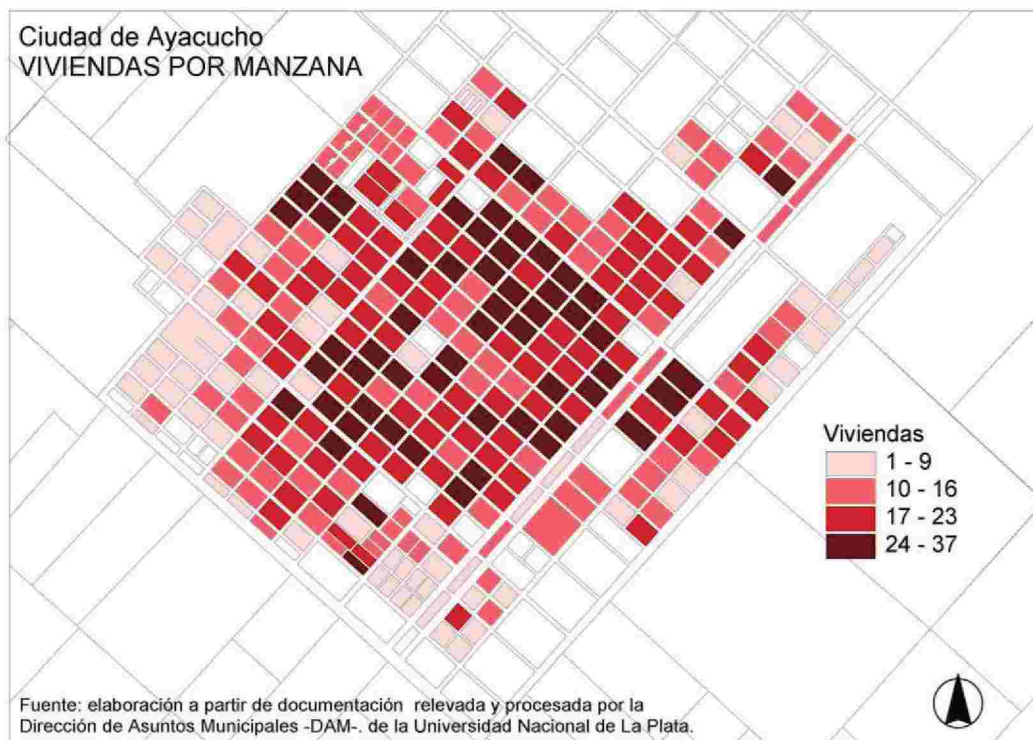 Ciudad de Ayacucho
VIVIENDAS POR MANZANA
Viviendas
1 - 9
10 - 16
17 - 23
24 - 37
Fuente: elaboración a partir de documentación relevada y procesada por la
Dirección de Asuntos Municipales -DAM-. de la Universidad Nacional de La Plata.